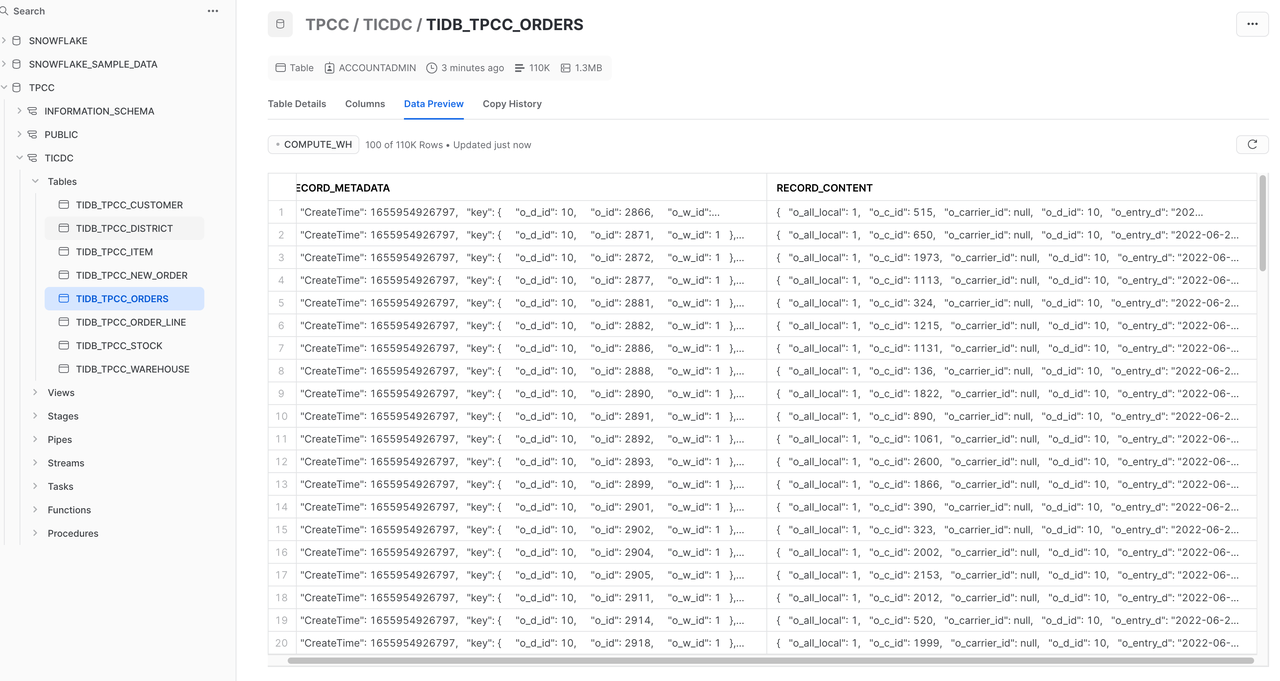 Search
SNOWFLAKE
SNOWFLAKE_SAMPLE_DATA
TPCC
INFORMATION_SCHEMA
PUBLIC
TICDC
Tables
TIDB_TPCC_CUSTOMER
TIDB_TPCC_DISTRICT
TIDB_TPCC_ITEM
TIDB_TPCC_NEW_ORDER
TIDB_TPCC_ORDERS
TIDB_TPCC_ORDER_LINE
TIDB_TPCC_STOCK
TIDB_TPCC_WAREHOUSE
Views
Stages
Pipes
Streams
Tasks
Functions
Procedures
TPCC / TICDC / TIDB_TPCC_ORDERS
Table ACCOUNTADMIN 3 minutes ago 110K 1.3MB
Table Details Columns Data Preview Copy History
COMPUTE_WH 100 of 110K Rows • Updated just now
ECORD_METADATA RECORD_CONTENT
1 "CreateTime": 1655954926797, "key": { "o_d_id": 10, "o_id": 2866, "o_w_id":... { "o_all_local": 1, "o_c_id": 515, "o_carrier_id": null, "o_d_id": 10, "o_entry_d": "202...
2 "CreateTime": 1655954926797, "key": { "o_d_id": 10, "o_id": 2871, "o_w_id": 1 },... { "o_all_local": 1, "o_c_id": 650, "o_carrier_id": null, "o_d_id": 10, "o_entry_d": "2022-06-2...
3 "CreateTime": 1655954926797, "key": { "o_d_id": 10, "o_id": 2872, "o_w_id": 1 },... { "o_all_local": 1, "o_c_id": 1973, "o_carrier_id": null, "o_d_id": 10, "o_entry_d": "2022-06-...
4 "CreateTime": 1655954926797, "key": { "o_d_id": 10, "o_id": 2877, "o_w_id": 1 },... { "o_all_local": 1, "o_c_id": 1113, "o_carrier_id": null, "o_d_id": 10, "o_entry_d": "2022-06-...
5 "CreateTime": 1655954926797, "key": { "o_d_id": 10, "o_id": 2881, "o_w_id": 1 },... { "o_all_local": 1, "o_c_id": 324, "o_carrier_id": null, "o_d_id": 10, "o_entry_d": "2022-06-2...
6 "CreateTime": 1655954926797, "key": { "o_d_id": 10, "o_id": 2882, "o_w_id": 1 },... { "o_all_local": 1, "o_c_id": 1215, "o_carrier_id": null, "o_d_id": 10, "o_entry_d": "2022-06-...
7 "CreateTime": 1655954926797, "key": { "o_d_id": 10, "o_id": 2886, "o_w_id": 1 },... { "o_all_local": 1, "o_c_id": 1131, "o_carrier_id": null, "o_d_id": 10, "o_entry_d": "2022-06-...
8 "CreateTime": 1655954926797, "key": { "o_d_id": 10, "o_id": 2888, "o_w_id": 1 },... { "o_all_local": 1, "o_c_id": 136, "o_carrier_id": null, "o_d_id": 10, "o_entry_d": "2022-06-2...
9 "CreateTime": 1655954926797, "key": { "o_d_id": 10, "o_id": 2890, "o_w_id": 1 },... { "o_all_local": 1, "o_c_id": 1822, "o_carrier_id": null, "o_d_id": 10, "o_entry_d": "2022-06-...
10 "CreateTime": 1655954926797, "key": { "o_d_id": 10, "o_id": 2891, "o_w_id": 1 },... { "o_all_local": 1, "o_c_id": 890, "o_carrier_id": null, "o_d_id": 10, "o_entry_d": "2022-06-2...
11 "CreateTime": 1655954926797, "key": { "o_d_id": 10, "o_id": 2892, "o_w_id": 1 },... { "o_all_local": 1, "o_c_id": 1061, "o_carrier_id": null, "o_d_id": 10, "o_entry_d": "2022-06-...
12 "CreateTime": 1655954926797, "key": { "o_d_id": 10, "o_id": 2893, "o_w_id": 1 },... { "o_all_local": 1, "o_c_id": 2600, "o_carrier_id": null, "o_d_id": 10, "o_entry_d": "2022-06-...
13 "CreateTime": 1655954926797, "key": { "o_d_id": 10, "o_id": 2899, "o_w_id": 1 },... { "o_all_local": 1, "o_c_id": 1866, "o_carrier_id": null, "o_d_id": 10, "o_entry_d": "2022-06-...
14 "CreateTime": 1655954926797, "key": { "o_d_id": 10, "o_id": 2901, "o_w_id": 1 },... { "o_all_local": 1, "o_c_id": 390, "o_carrier_id": null, "o_d_id": 10, "o_entry_d": "2022-06-2...
15 "CreateTime": 1655954926797, "key": { "o_d_id": 10, "o_id": 2902, "o_w_id": 1 },... { "o_all_local": 1, "o_c_id": 323, "o_carrier_id": null, "o_d_id": 10, "o_entry_d": "2022-06-2...
16 "CreateTime": 1655954926797, "key": { "o_d_id": 10, "o_id": 2904, "o_w_id": 1 },... { "o_all_local": 1, "o_c_id": 2002, "o_carrier_id": null, "o_d_id": 10, "o_entry_d": "2022-06-...
17 "CreateTime": 1655954926797, "key": { "o_d_id": 10, "o_id": 2905, "o_w_id": 1 },... { "o_all_local": 1, "o_c_id": 2153, "o_carrier_id": null, "o_d_id": 10, "o_entry_d": "2022-06-...
18 "CreateTime": 1655954926797, "key": { "o_d_id": 10, "o_id": 2911, "o_w_id": 1 },... { "o_all_local": 1, "o_c_id": 2012, "o_carrier_id": null, "o_d_id": 10, "o_entry_d": "2022-06-...
19 "CreateTime": 1655954926797, "key": { "o_d_id": 10, "o_id": 2914, "o_w_id": 1 },... { "o_all_local": 1, "o_c_id": 520, "o_carrier_id": null, "o_d_id": 10, "o_entry_d": "2022-06-2...
20 "CreateTime": 1655954926797, "key": { "o_d_id": 10, "o_id": 2918, "o_w_id": 1 },... { "o_all_local": 1, "o_c_id": 1999, "o_carrier_id": null, "o_d_id": 10, "o_entry_d": "2022-06-...